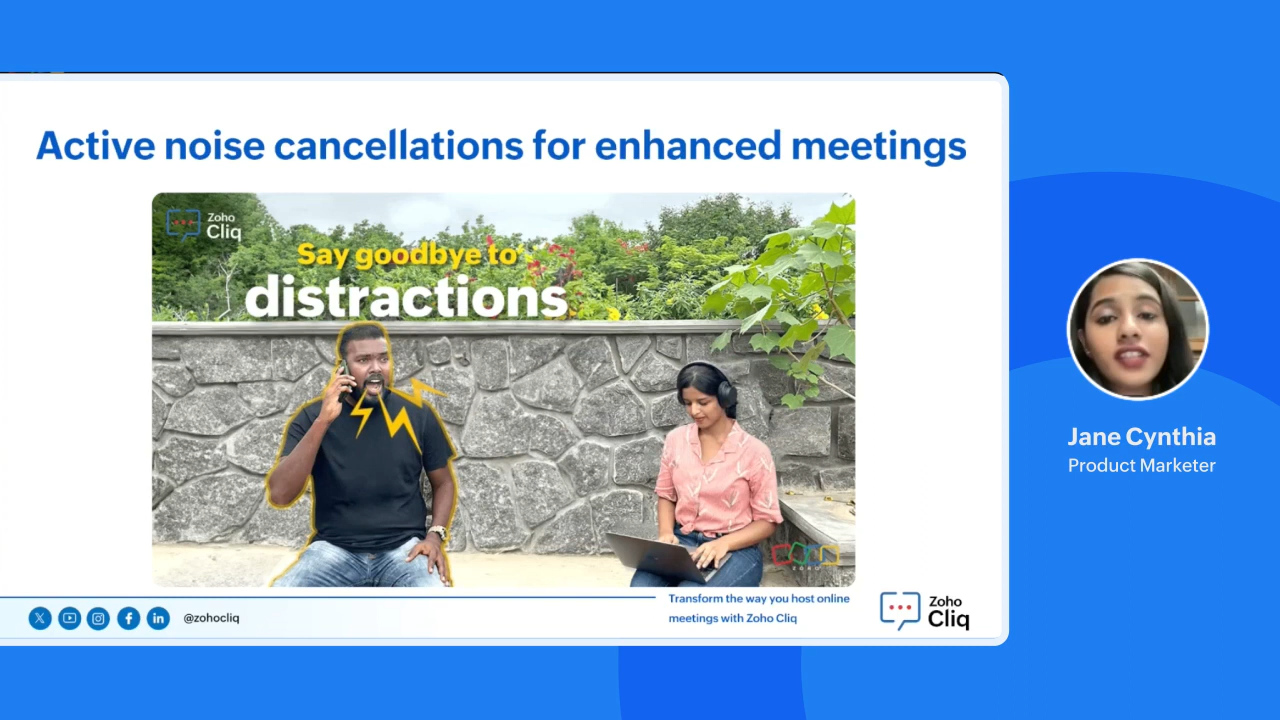 Active noise cancellations for enhanced meetings
Zoho
Cliq
Say goodbye to
distractions
ZOHO
@zohocliq
Transform the way you host online
meetings with Zoho Cliq
Zoho
Cliq
Jane Cynthia
Product Marketer